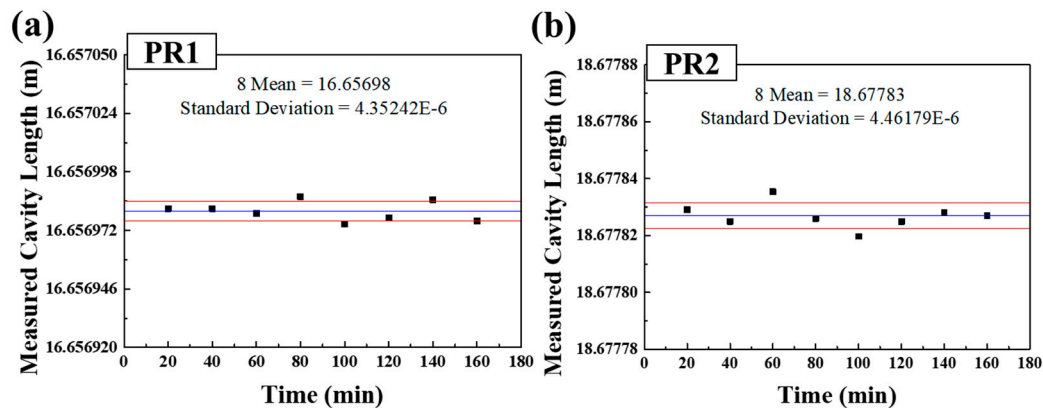 (a)
PR1
8 Mean = 16.65698
Standard Deviation = 4.35242E-6
Measured Cavity Length (m)
16.657050
16.657024
16.656998
16.656972
16.656946
16.656920
0 20 40 60 80 100 120 140 160 180
Time (min)
(b)
PR2
8 Mean = 18.67783
Standard Deviation = 4.46179E-6
Measured Cavity Length (m)
18.67788
18.67786
18.67784
18.67782
18.67780
18.67778
0 20 40 60 80 100 120 140 160 180
Time (min)